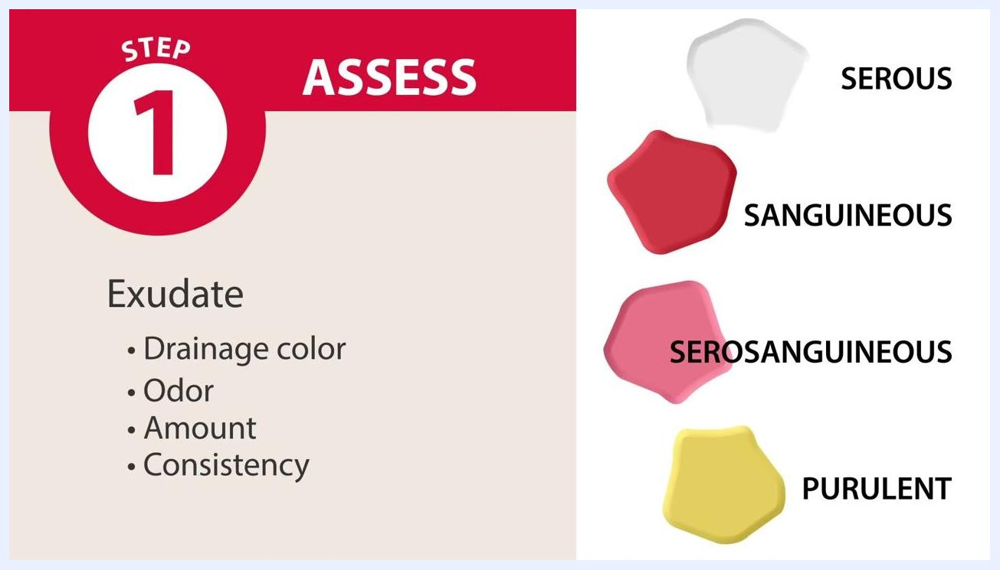 STEP
1
ASSESS
Exudate
• Drainage color
• Odor
• Amount
• Consistency
SEROUS
SANGUINEOUS
SEROSANGUINEOUS
PURULENT